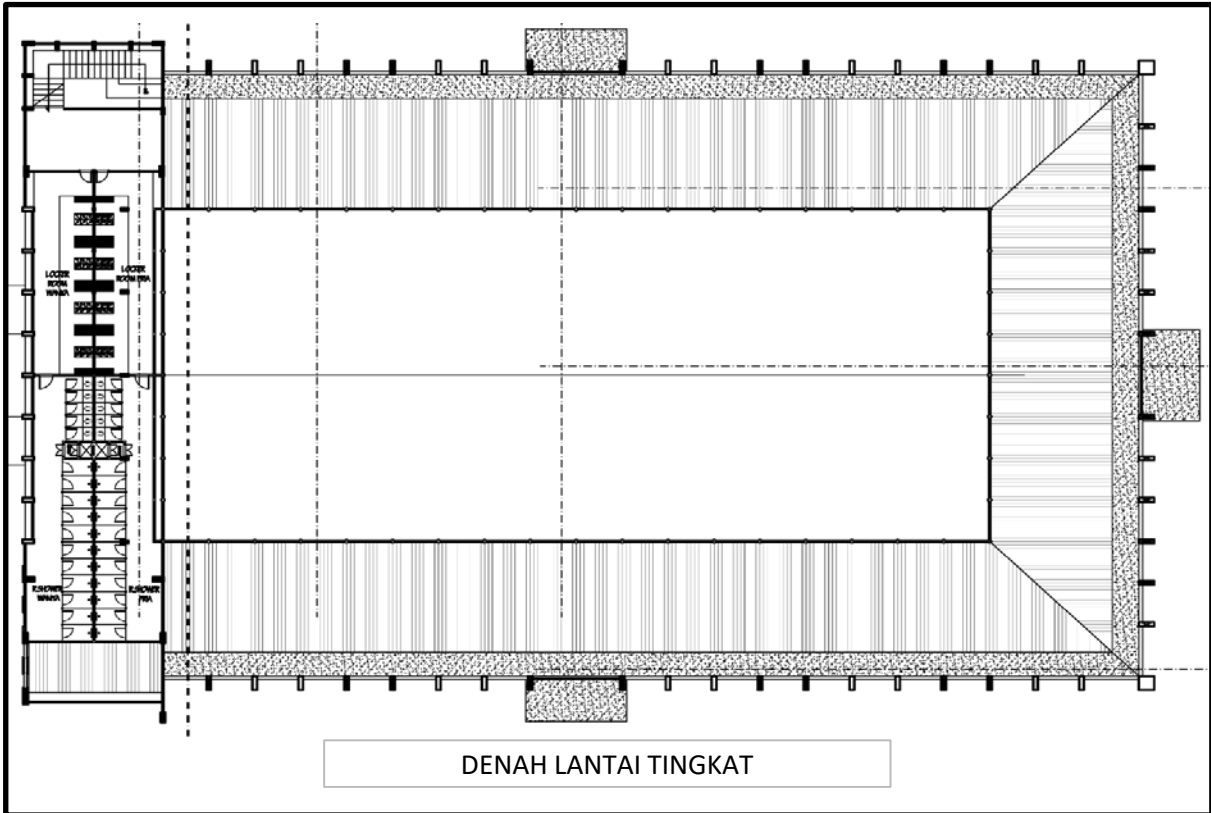 LOCKER
ROOM
WANITA
LOCKER
ROOM PRIA
R.SHOWER
WANITA
R.SHOWER
PRIA
DENAH LANTAI TINGKAT